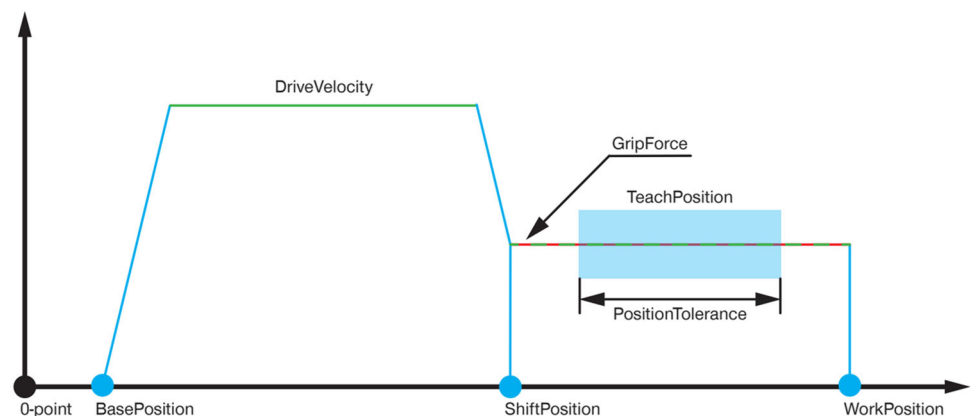 DriveVelocity
GripForce
TeachPosition
PositionTolerance
0-point
BasePosition
ShiftPosition
WorkPosition